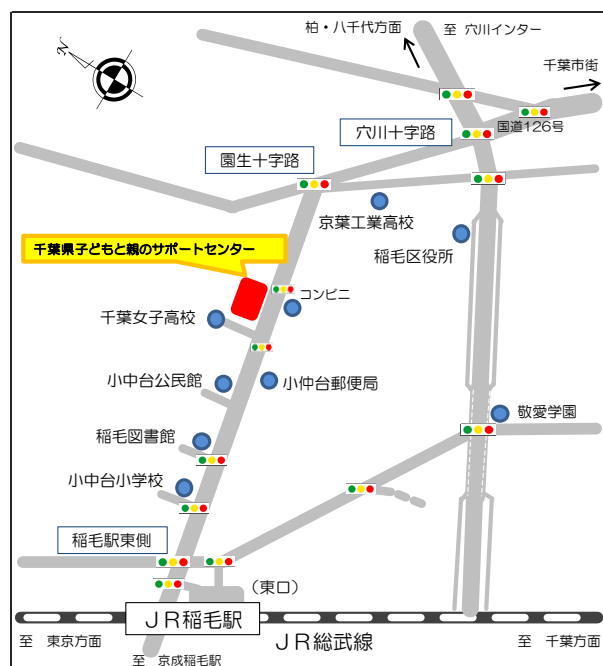 柏・八千代方面
至 穴川インター
千葉市街
N
国道126号
穴川十字路
園生十字路
京葉工業高校
稲毛区役所
千葉県子どもと親のサポートセンター
コンビニ
千葉女子高校
小中台公民館
小仲台郵便局
敬愛学園
稲毛図書館
小中台小学校
稲毛駅東側
(東口)
JR稲毛駅
JR総武線
至 東京方面
至 千葉方面
至 京成稲毛駅